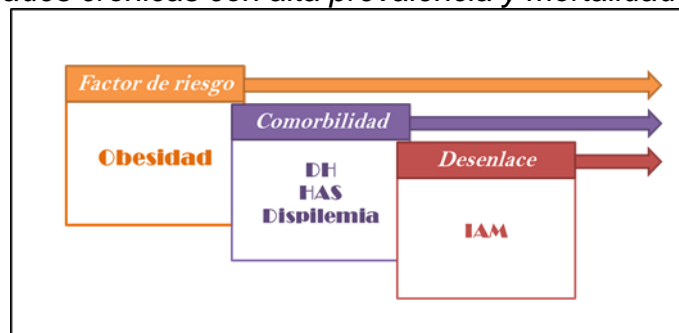 Factor de riesgo
Obesidad
Comorbilidad
DH
HAS
Dispilemia
Desenlace
IAM